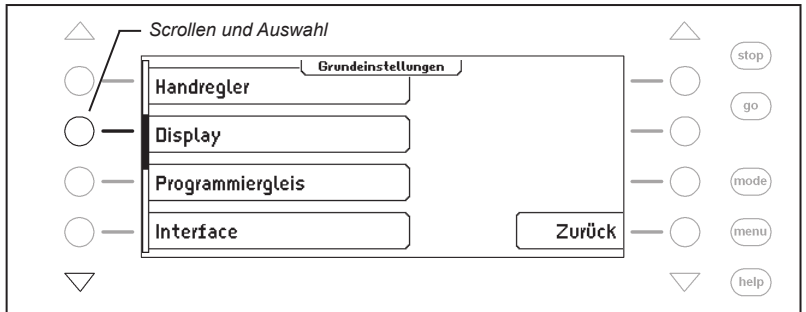 Scrollen und Auswahl
Grundeinstellungen
Handregler
Display
Programmiergleis
Interface
Zurück
stop
go
mode
menu
help